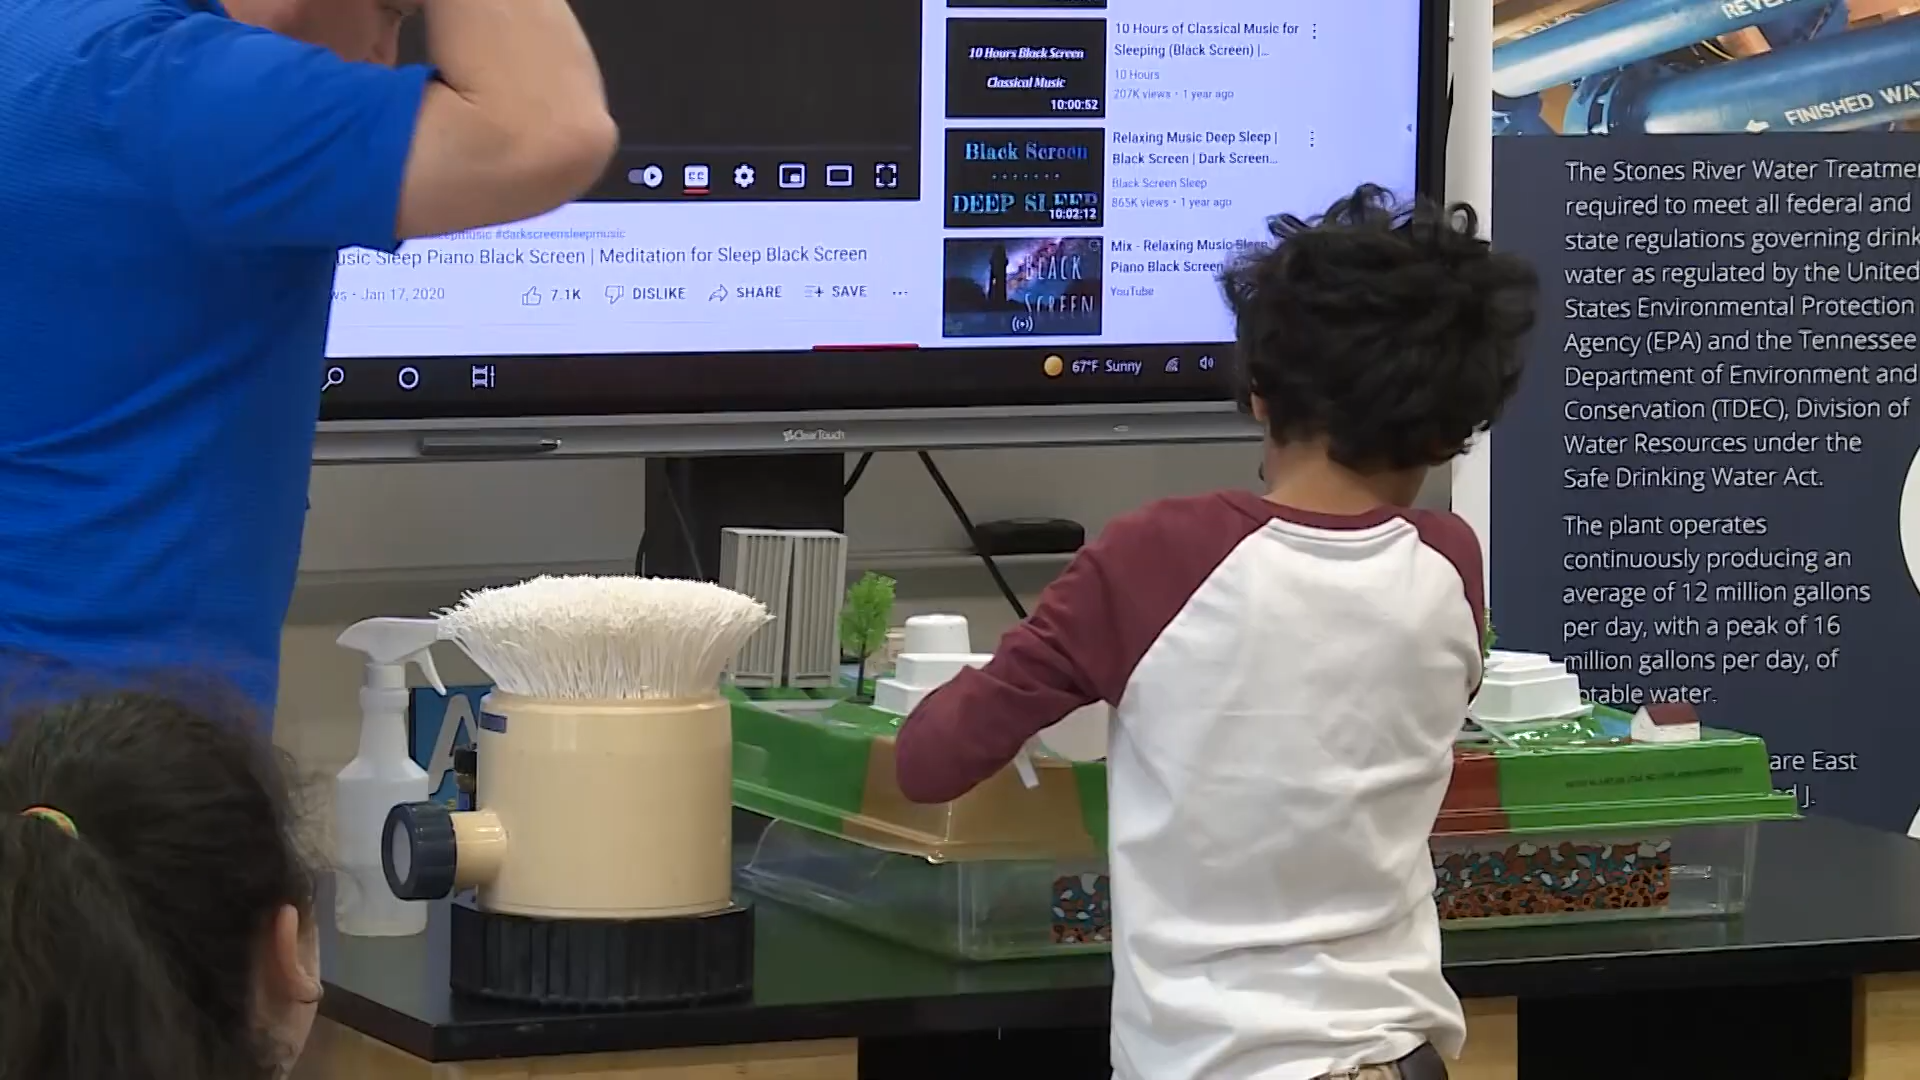 10 Hours Black Screen
Classical Music
10:00:52
10 Hours of Classical Music for
Sleeping (Black Screen) |...
10 Hours
207K views • 1 year ago
Black Screen
DEEP SLEEP
10:02:12
Relaxing Music Deep Sleep |
Black Screen | Dark Screen...
Black Screen Sleep
865K views • 1 year ago
BLACK
SCREEN
Mix - Relaxing Music Sleep
Piano Black Screen
YouTube
CC
#darkscreensleepmusic
Sleep Piano Black Screen | Meditation for Sleep Black Screen
Jan 17, 2020
7.1K DISLIKE SHARE SAVE
67°F Sunny
ClearTouch
FINISHED
The Stones River Water
required to meet all federal and
state regulations governing
water as regulated by the United
States Environmental Protection
Agency (EPA) and the Tennessee
Department of Environment and
Conservation (TDEC), Division of
Water Resources under the
Safe Drinking Water Act.
The plant operates
continuously producing an
average of 12 million gallons
per day, with a peak of 16
million gallons per day, of
water.
are East
J.
A